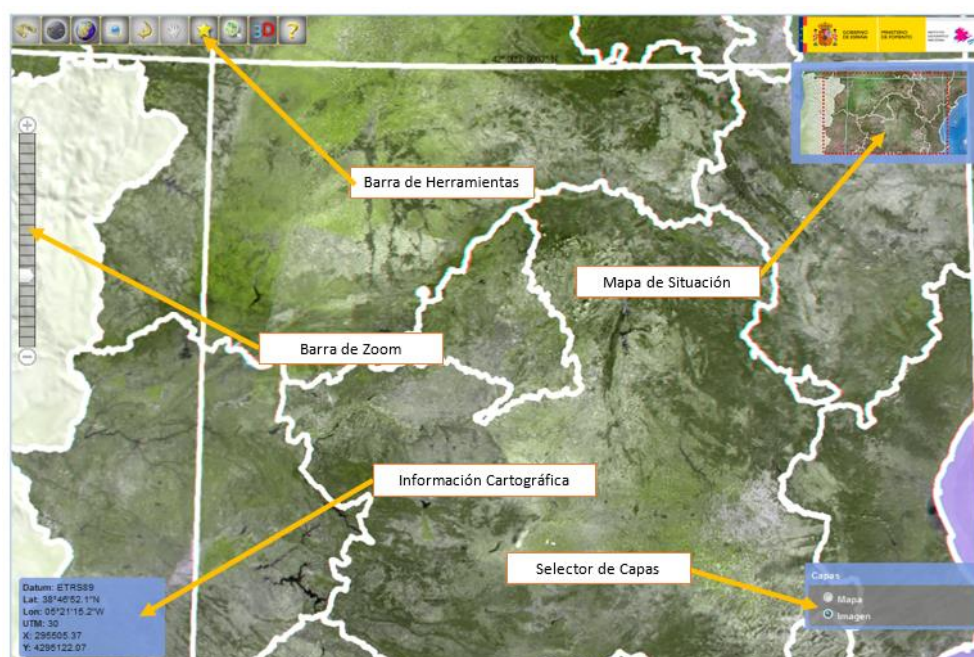 3D ?
GOBIERNO DE ESPAÑA
MINISTERIO DE FOMENTO
Barra de Herramientas
Mapa de Situación
Barra de Zoom
Información Cartográfica
Selector de Capas
Capas
Mapa
Imagen
Datum: ETRS89
Lat: 38°46'52.1"N
Lon: 05°21'15.2"W
UTM: 30
X: 295505.37
Y: 4295122.07